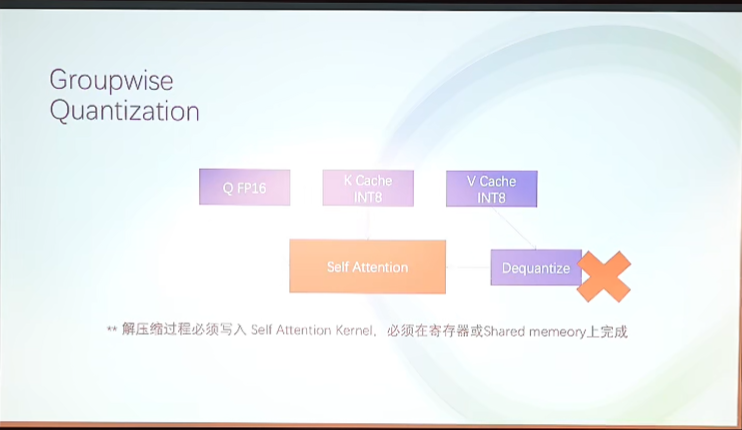 Groupwise
Quantization
Q FP16
K Cache
INT8
V Cache
INT8
Self Attention
Dequantize
** 解压缩过程必须写入 Self Attention Kernel，必须在寄存器或Shared memeory上完成